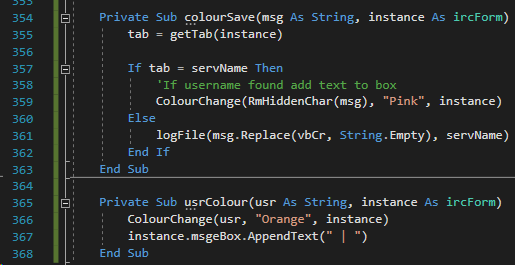 353
354 Private Sub colourSave(msg As String, instance As ircForm)
355 tab = getTab(instance)
356
357 If tab = servName Then
358 'If username found add text to box
359 ColourChange(RmHiddenChar(msg), "Pink", instance)
360 Else
361 logFile(msg.Replace(vbCr, String.Empty), servName)
362 End If
363 End Sub
364
365 Private Sub usrColour(usr As String, instance As ircForm)
366 ColourChange(usr, "Orange", instance)
367 instance.msgeBox.AppendText(" | ")
368 End Sub